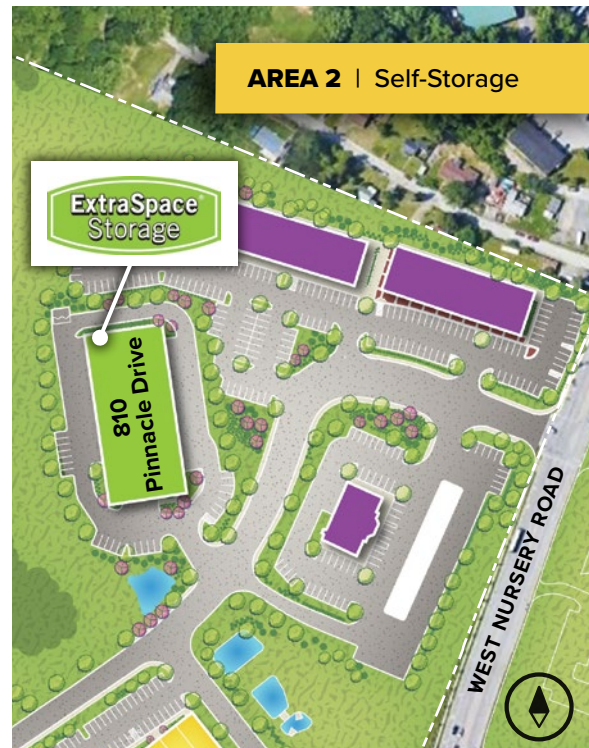 AREA 2 | Self-Storage
ExtraSpace®
Storage
810
Pinnacle Drive
WEST NURSERY ROAD